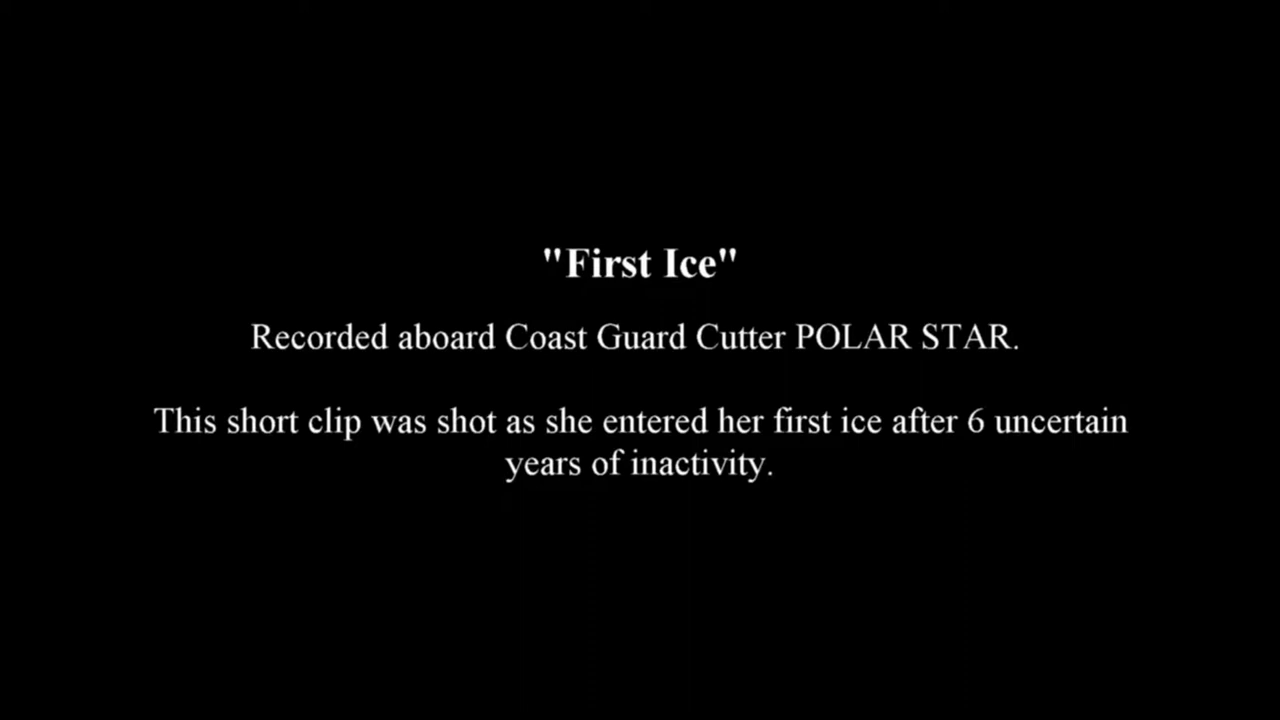 "First Ice"
Recorded aboard Coast Guard Cutter POLAR STAR.
This short clip was shot as she entered her first ice after 6 uncertain
years of inactivity.